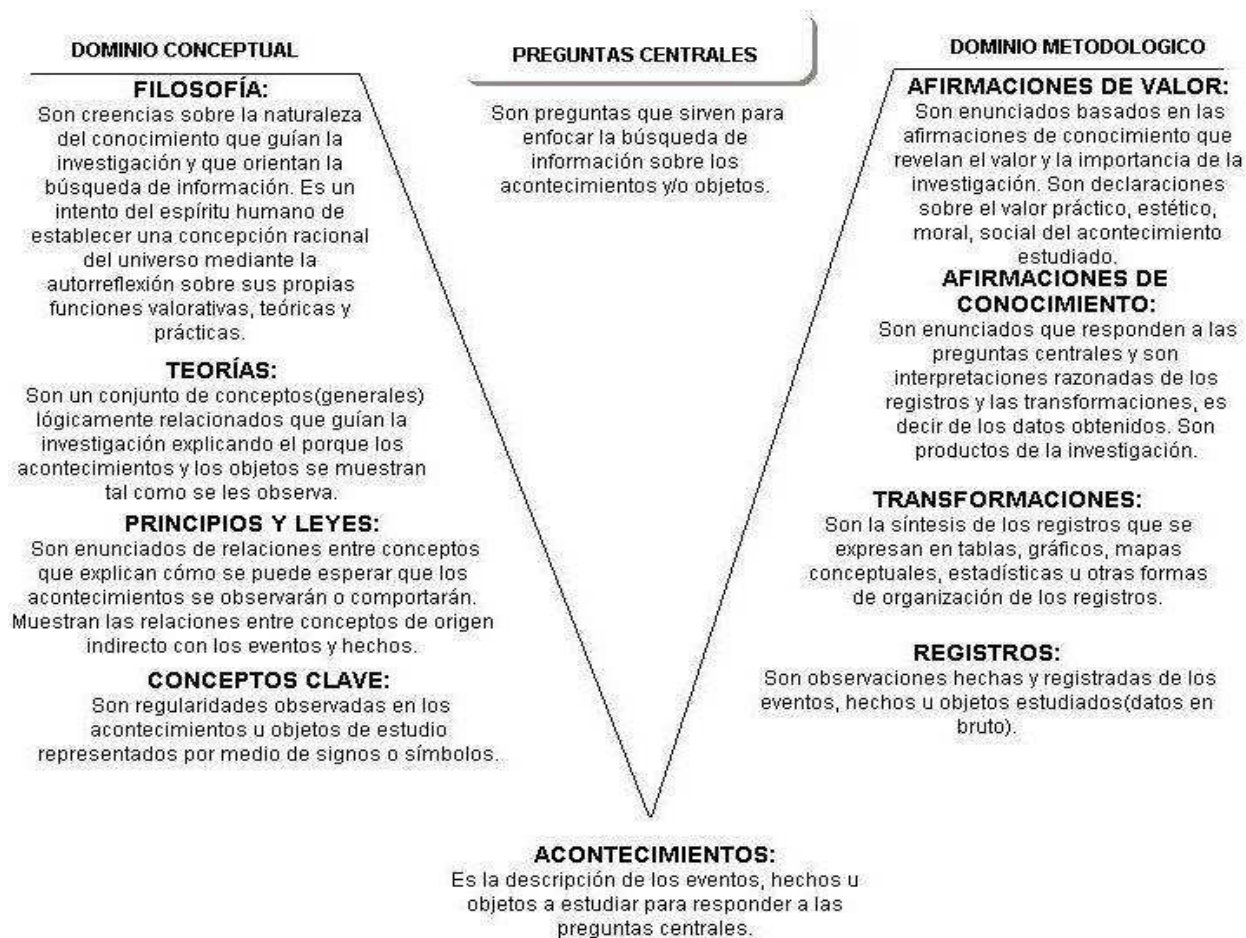 DOMINIO CONCEPTUAL
FILOSOFÍA:
Son creencias sobre la naturaleza
del conocimiento que guían la
investigación y que orientan la
búsqueda de información. Es un
intento del espíritu humano de
establecer una concepción racional
del universo mediante la
autorreflexión sobre sus propias
funciones valorativas, teóricas y
prácticas.
TEORÍAS:
Son un conjunto de conceptos(generales)
lógicamente relacionados que guían la
investigación explicando el porque los
acontecimientos y los objetos se muestran
tal como se les observa.
PRINCIPIOS Y LEYES:
Son enunciados de relaciones entre conceptos
que explican cómo se puede esperar que los
acontecimientos se observarán o comportarán.
Muestran las relaciones entre conceptos de origen
indirecto con los eventos y hechos.
CONCEPTOS CLAVE:
Son regularidades observadas en los
acontecimientos u objetos de estudio
representados por medio de signos o símbolos.
PREGUNTAS CENTRALES
Son preguntas que sirven para
enfocar la búsqueda de
información sobre los
acontecimientos y/o objetos.
DOMINIO METODOLOGICO
AFIRMACIONES DE VALOR:
Son enunciados basados en las
afirmaciones de conocimiento que
revelan el valor y la importancia de la
investigación. Son declaraciones
sobre el valor práctico, estético,
moral, social del acontecimiento
estudiado.
AFIRMACIONES DE
CONOCIMIENTO:
Son enunciados que responden a las
preguntas centrales y son
interpretaciones razonadas de los
registros y las transformaciones, es
decir de los datos obtenidos. Son
productos de la investigación.
TRANSFORMACIONES:
Son la síntesis de los registros que se
expresan en tablas, gráficos, mapas
conceptuales, estadísticas u otras formas
de organización de los registros.
REGISTROS:
Son observaciones hechas y registradas de los
eventos, hechos u objetos estudiados(datos en
bruto).
ACONTECIMIENTOS:
Es la descripción de los eventos, hechos u
objetos a estudiar para responder a las
preguntas centrales.